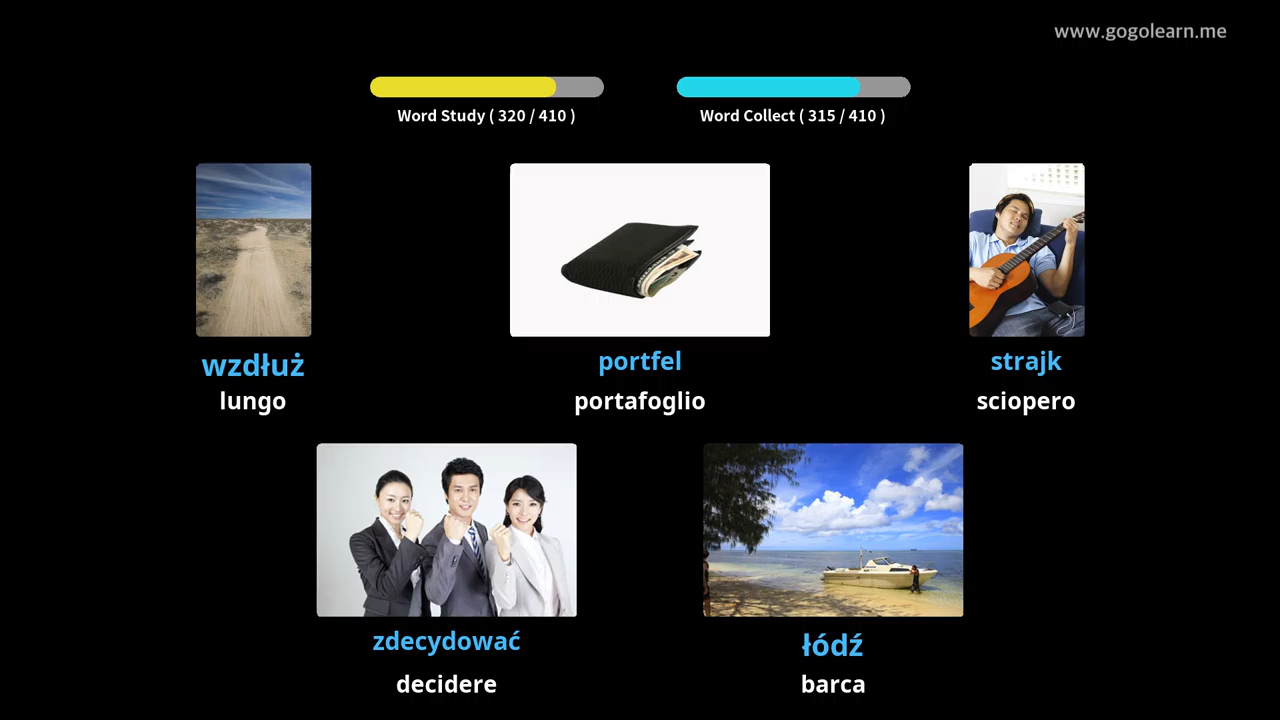 www.gogolearn.me
Word Study ( 320 / 410 )
Word Collect ( 315 / 410 )
wzdłuż
lungo
portfel
portafoglio
strajk
sciopero
zdecydować
decidere
łódź
barca